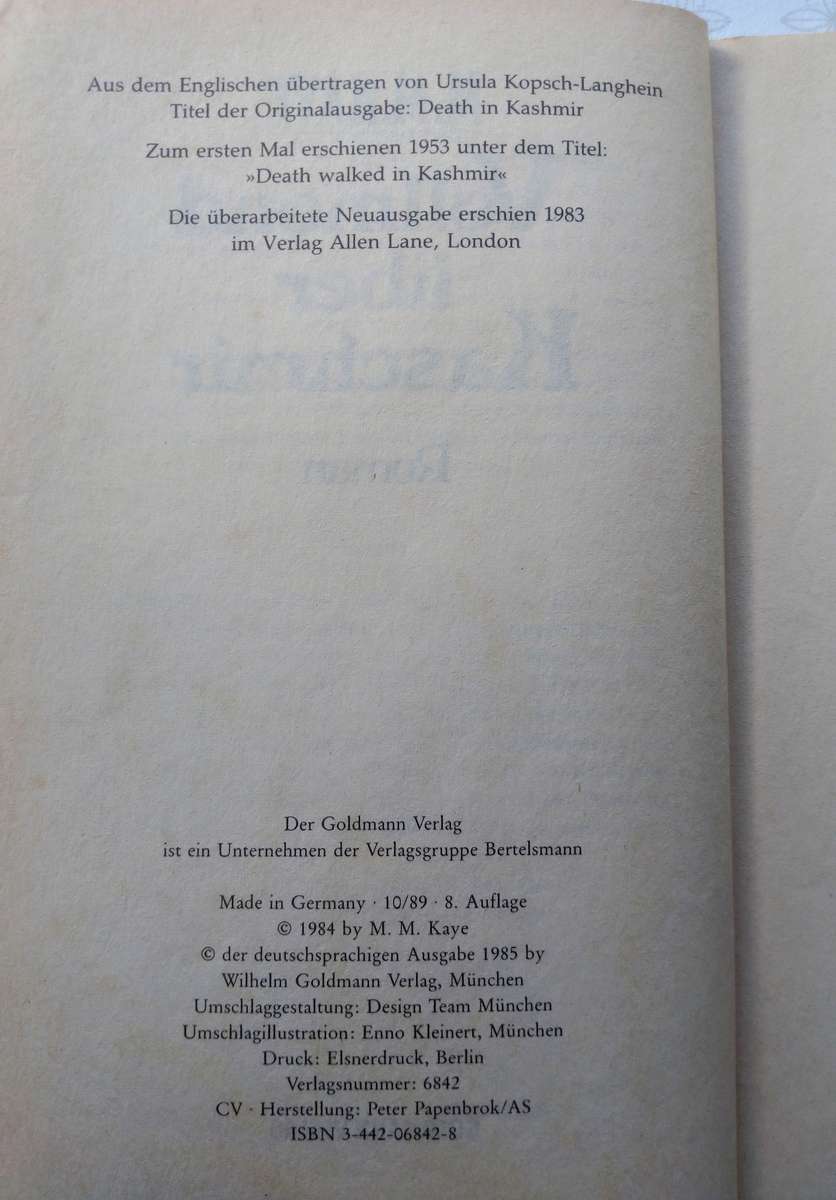 Aus dem Englischen übertragen von Ursula Kopsch-Langhein
Titel der Originalausgabe: Death in Kashmir
Zum ersten Mal erschienen 1953 unter dem Titel:
»Death walked in Kashmir«
Die überarbeitete Neuausgabe erschien 1983
im Verlag Allen Lane, London
über
Kaschmir
Roman
Der Goldmann Verlag
ist ein Unternehmen der Verlagsgruppe Bertelsmann
Made in Germany · 10/89 · 8. Auflage
© 1984 by M. M. Kaye
© der deutschsprachigen Ausgabe 1985 by
Wilhelm Goldmann Verlag, München
Umschlaggestaltung: Design Team München
Umschlagillustration: Enno Kleinert, München
Druck: Elsnerdruck, Berlin
Verlagsnummer: 6842
CV · Herstellung: Peter Papenbrok/AS
ISBN 3-442-06842-8